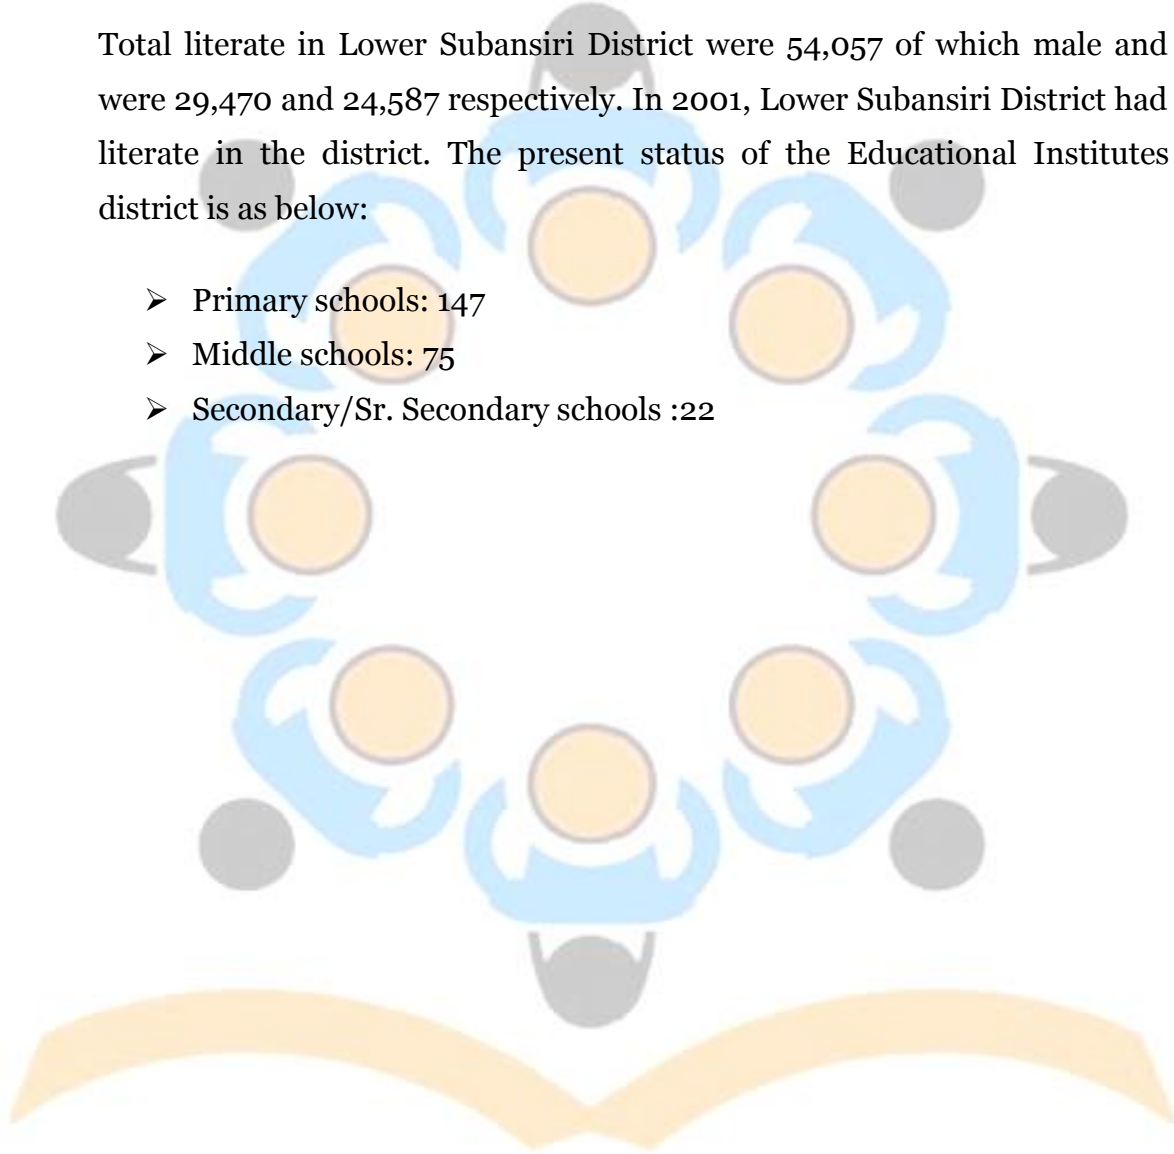 Total literate in Lower Subansiri District were 54,057 of which male and
were 29,470 and 24,587 respectively. In 2001, Lower Subansiri District had
literate in the district. The present status of the Educational Institutes
district is as below:
➢ Primary schools: 147
➢ Middle schools: 75
➢ Secondary/Sr. Secondary schools :22